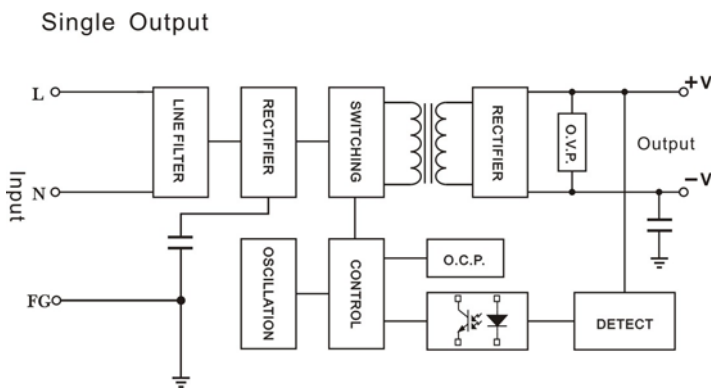 Single Output
L
N
FG
Input
LINE FILTER
RECTIFIER
SWITCHING
RECTIFIER
O.V.P.
+V
Output
-V
OSCILLATION
CONTROL
O.C.P.
DETECT